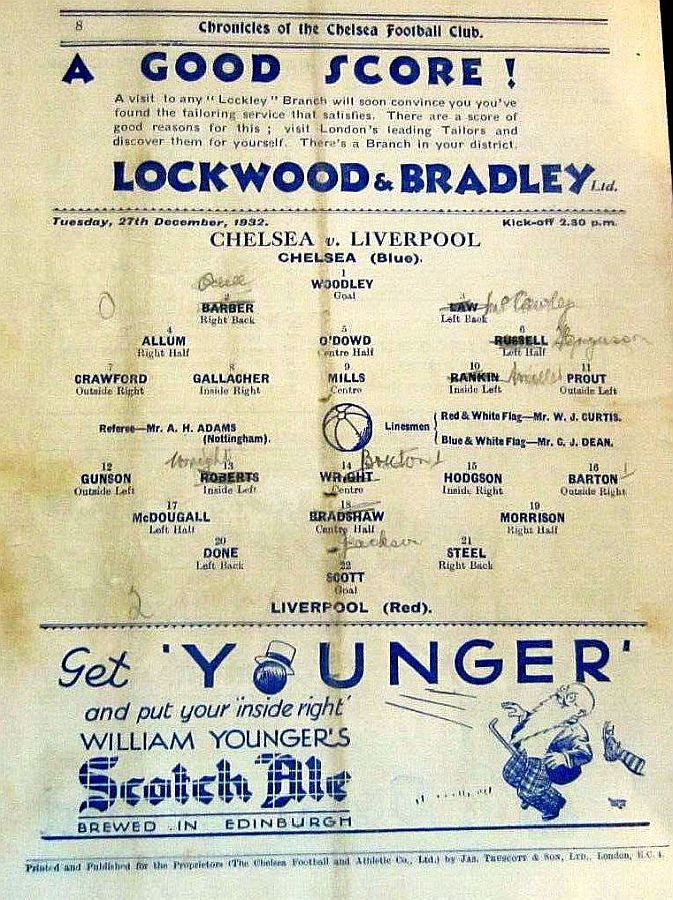 8 Chronicles of the Chelsea Football Club.
A GOOD SCORE!
A visit to any "Lockley" Branch will soon convince you you've
found the tailoring service that satisfies. There are a score of
good reasons for this ; visit London's leading Tailors and
discover them for yourself. There's a Branch in your district.
LOCKWOOD & BRADLEY Ltd.
Tuesday, 27th December, 1932. Kick-off 2.30 p.m.
CHELSEA v. LIVERPOOL
CHELSEA (Blue).
1
WOODLEY
Goal
0
2
BARBER
Right Back
LAW
Left Back
4
ALLUM
Right Half
5
O'DOWD
Centre Half
6
RUSSELL Ferguson
Left Half
7
CRAWFORD
Outside Right
8
GALLACHER
Inside Right
9
MILLS
Centre
10
RANKIN Miller
Inside Left
11
PROUT
Outside Left
Referee—Mr. A. H. ADAMS
(Nottingham).
Linesmen
Red & White Flag—Mr. W. J. CURTIS.
Blue & White Flag—Mr. C. J. DEAN.
12
GUNSON
Outside Left
Wright
13
ROBERTS
Inside Left
14
WRIGHT
Centre
15
HODGSON
Inside Right
16
BARTON 1
Outside Right
17
McDOUGALL
Left Half
18
BRADSHAW
Centre Half
Jackson
19
MORRISON
Right Half
20
DONE
Left Back
21
STEEL
Right Back
22
SCOTT
Goal
2
LIVERPOOL (Red).
Get 'YOUNGER'
and put your 'inside right'
WILLIAM YOUNGER'S
Scotch Ale
BREWED IN EDINBURGH
Printed and Published for the Proprietors (The Chelsea Football and Athletic Co., Ltd.) by Jas. Truscott & Son, Ltd., London, E.C. 4.